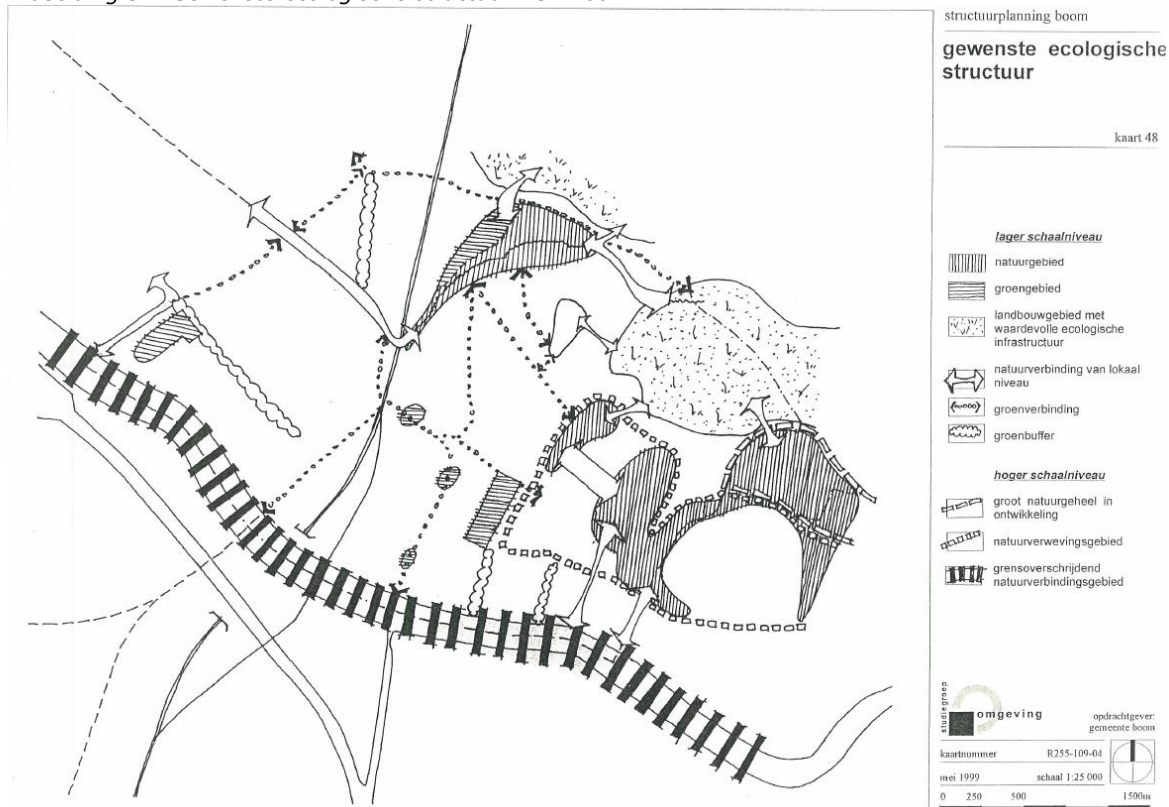 structuurplanning boom
gewenste ecologische
structuur
kaart 48
lager schaalniveau
natuurgebied
groengebied
landbouwgebied met
waardevolle ecologische
infrastructuur
natuurverbinding van lokaal
niveau
groenverbinding
groenbuffer
hoger schaalniveau
groot natuurgeheel in
ontwikkeling
natuurverwevingsgebied
grensoverschrijdend
natuurverbindingsgebied
studiegroep
omgeving
opdrachtgever:
gemeente boom
kaartnummer R255-109-04
mei 1999 schaal 1:25 000
0 250 500 1500m